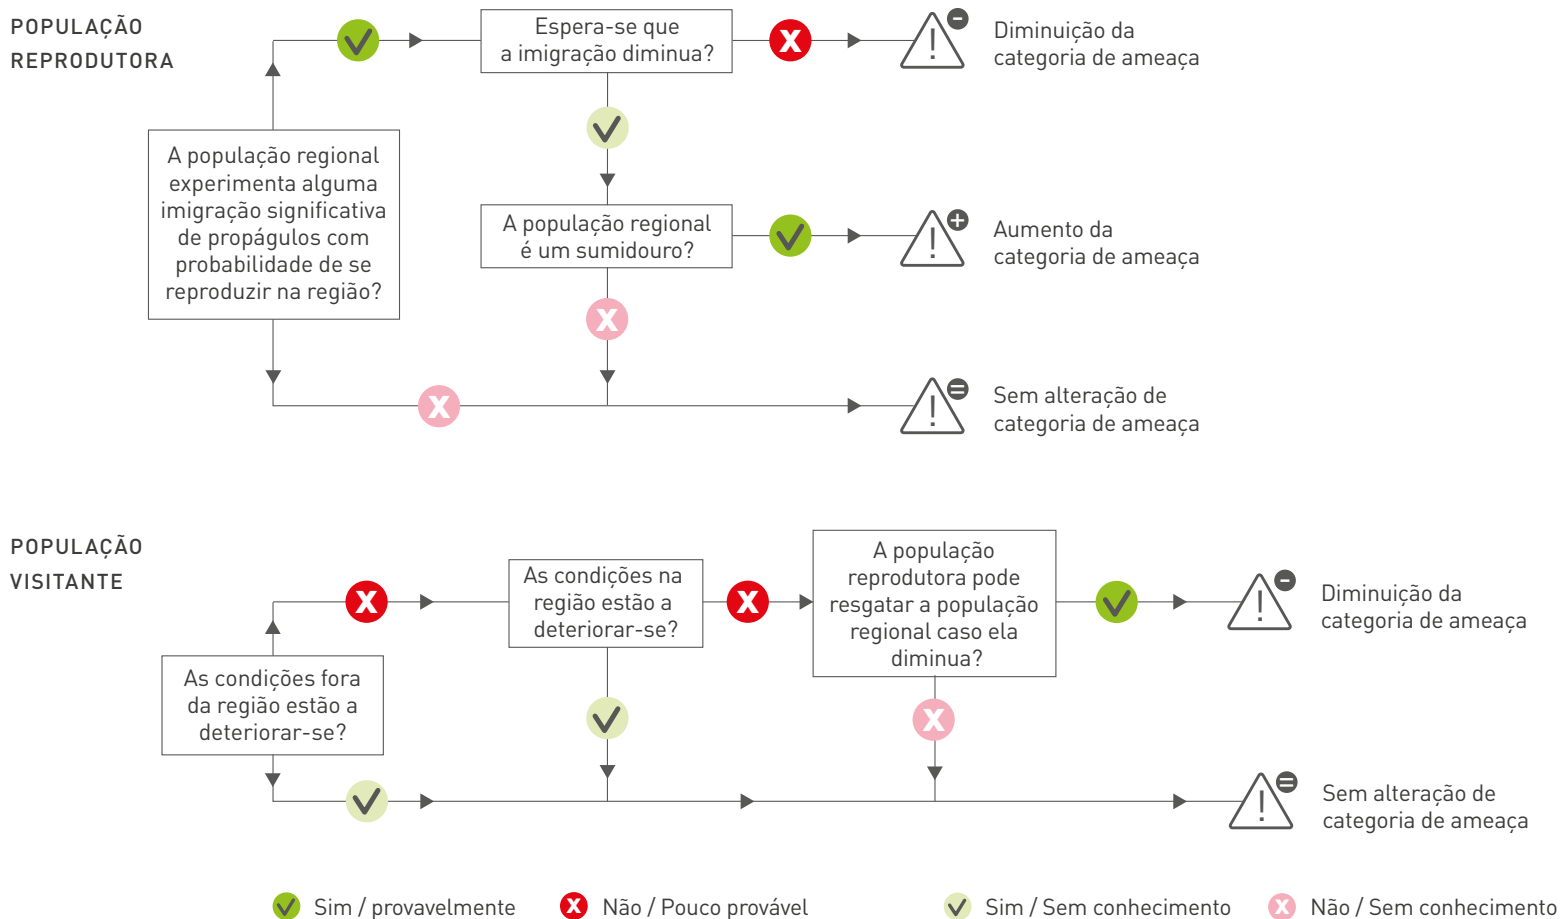 POPULAÇÃO
REPRODUTORA
Espera-se que
a imigração diminua?
Diminuição da
categoria de ameaça
A população regional
experimenta alguma
imigração significativa
de propágulos com
probabilidade de se
reproduzir na região?
A população regional
é um sumidouro?
Aumento da
categoria de ameaça
Sem alteração de
categoria de ameaça
POPULAÇÃO
VISITANTE
As condições fora
da região estão a
deteriorar-se?
As condições na
região estão a
deteriorar-se?
A população
reprodutora pode
resgatar a população
regional caso ela
diminua?
Diminuição da
categoria de ameaça
Sem alteração de
categoria de ameaça
Sim / provavelmente
Não / Pouco provável
Sim / Sem conhecimento
Não / Sem conhecimento